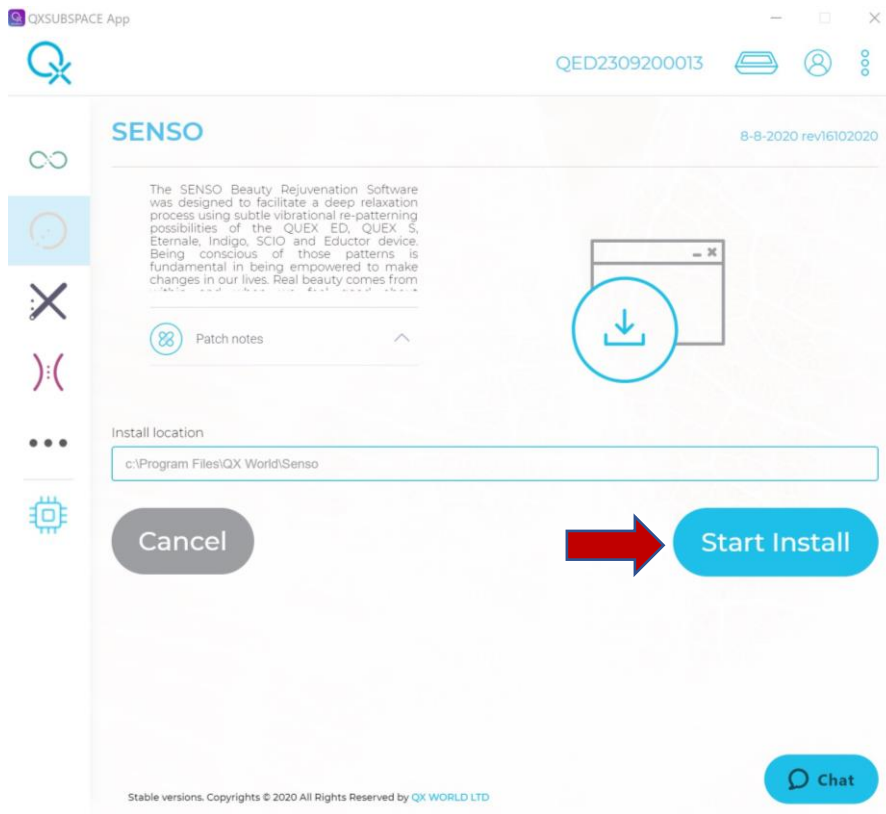 QXSUBSPACE App
QED2309200013
SENSO
8-8-2020 rev16102020
The SENSO Beauty Rejuvenation Software
was designed to facilitate a deep relaxation
process using subtle vibrational re-patterning
possibilities of the QUEX ED, QUEX S,
Eternale, Indigo, SCIO and Eductor device.
Being conscious of those patterns is
fundamental in being empowered to make
changes in our lives. Real beauty comes from
Patch notes
Install location
c:\Program Files\QX World\Senso
Cancel
Start Install
Chat
Stable versions. Copyrights © 2020 All Rights Reserved by QX WORLD LTD